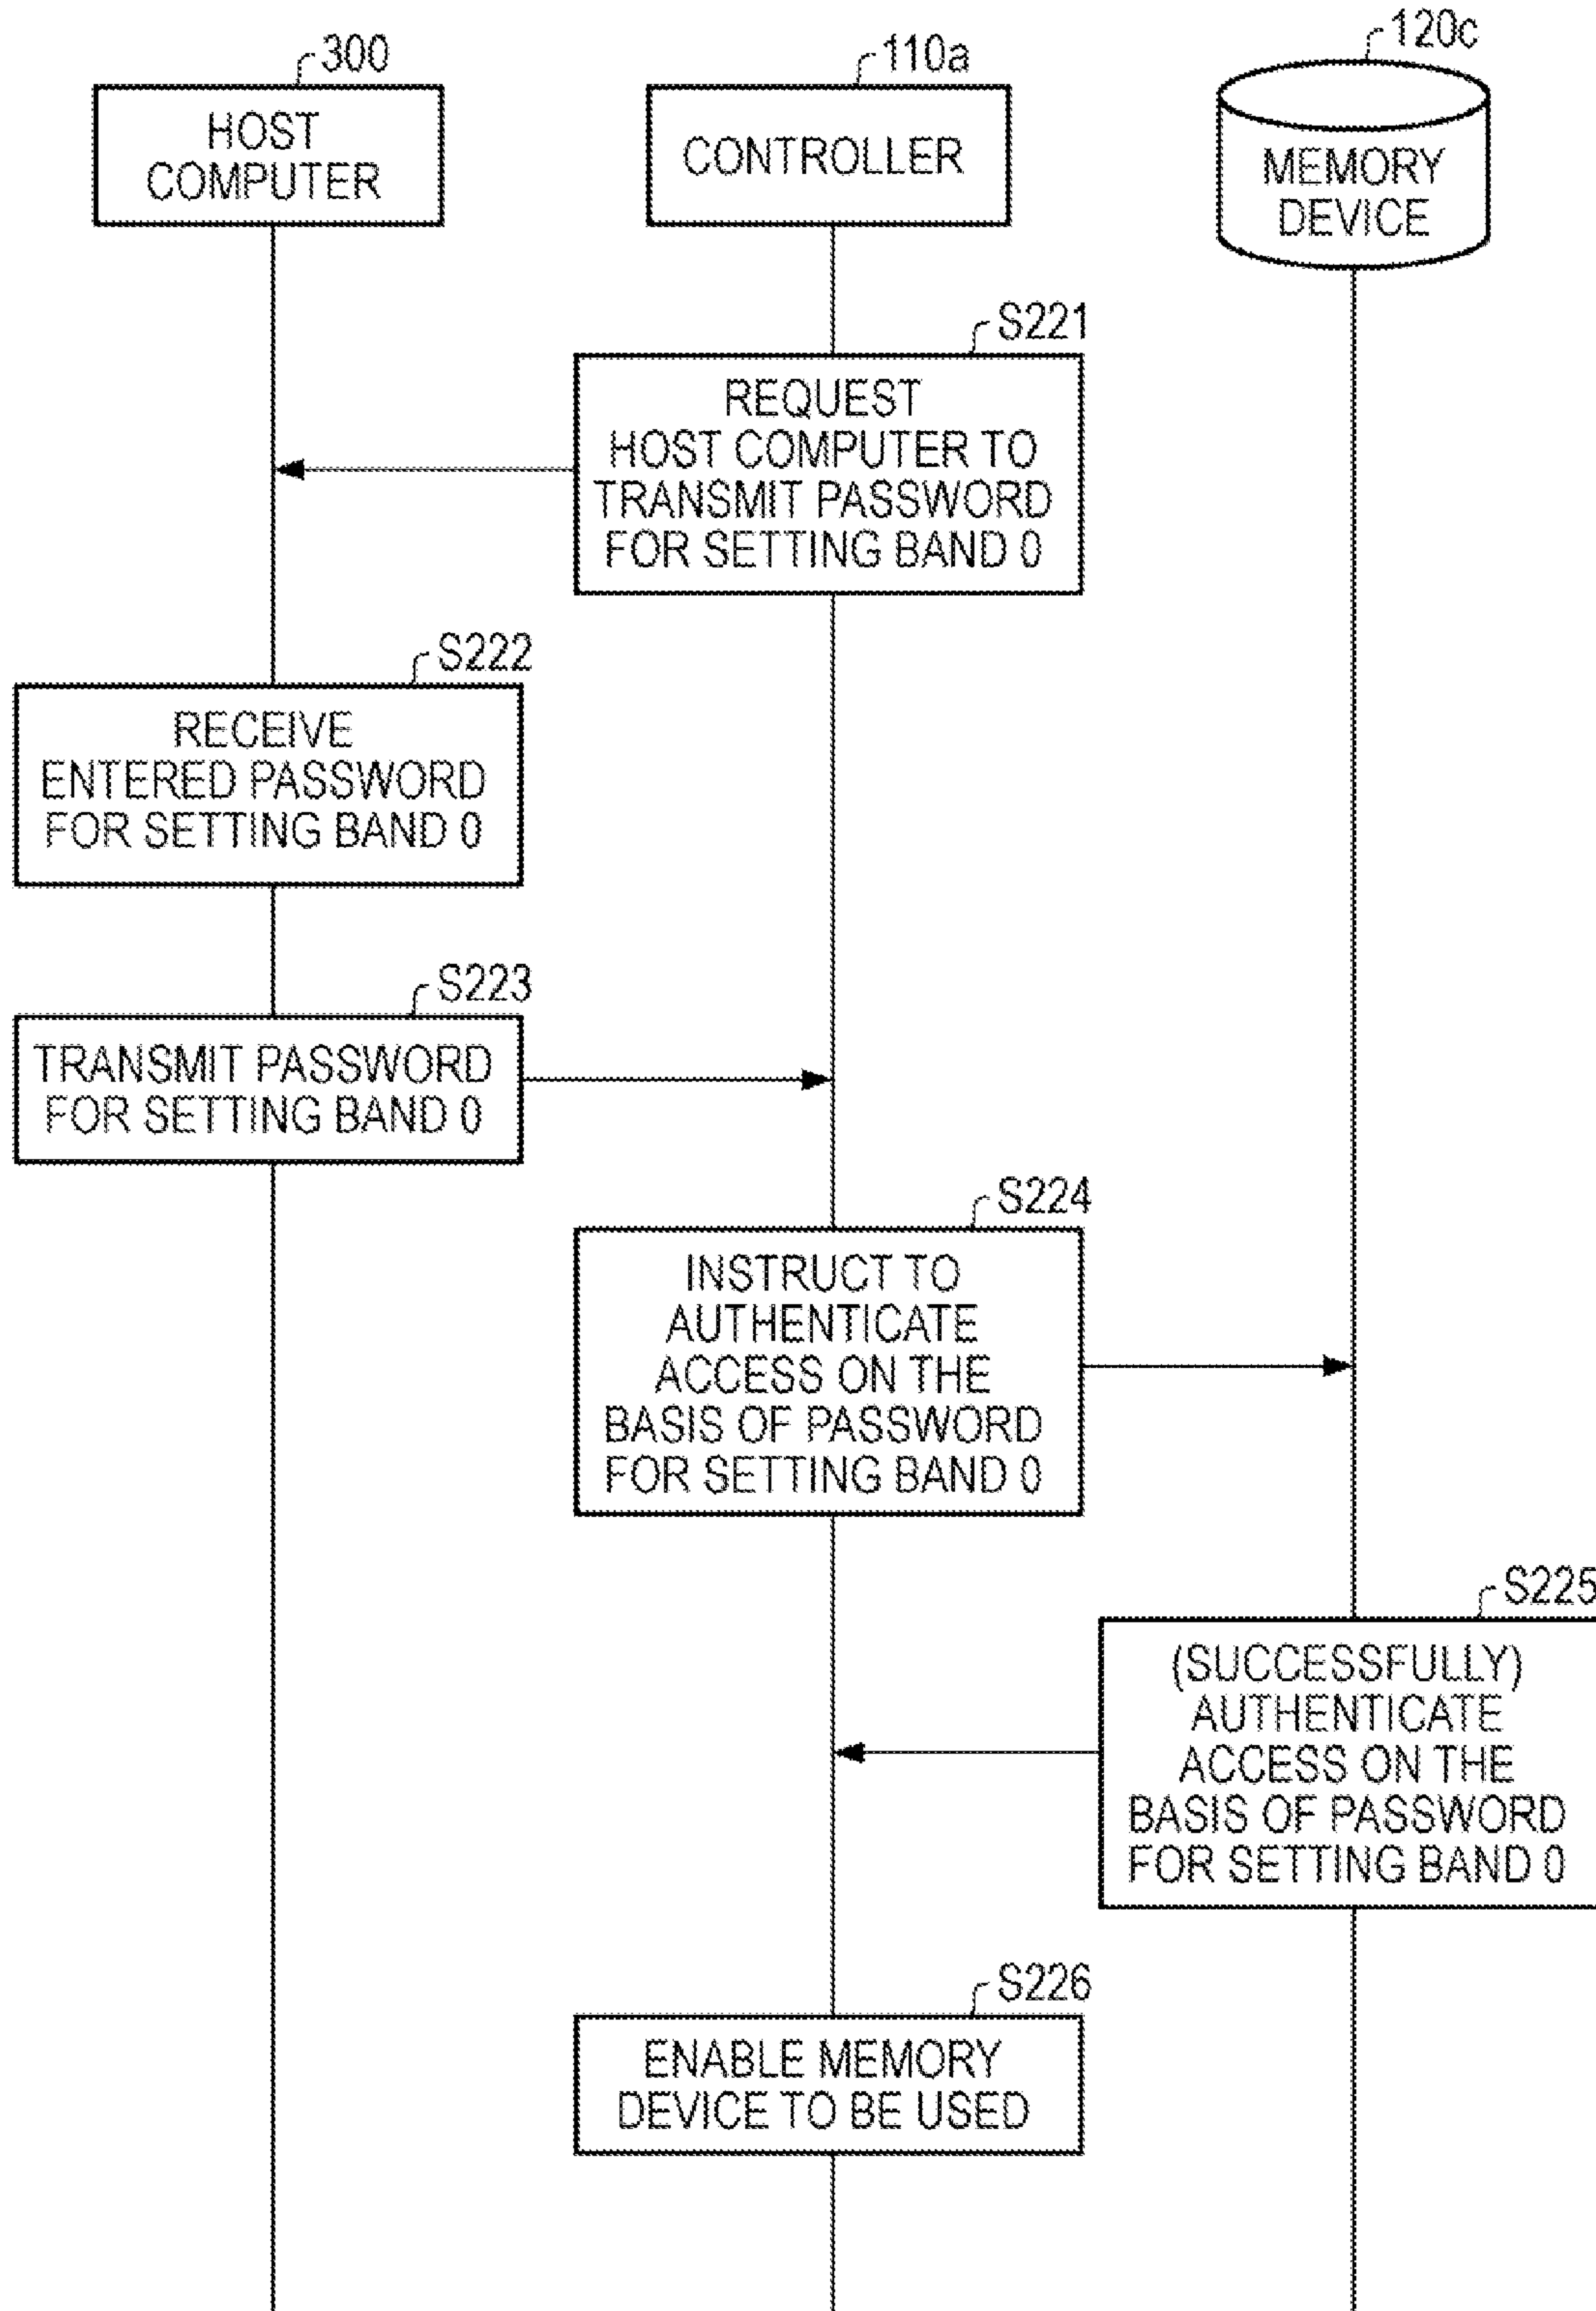 300
HOST
COMPUTER
110a
CONTROLLER
120c
MEMORY
DEVICE
S221
REQUEST
HOST COMPUTER TO
TRANSMIT PASSWORD
FOR SETTING BAND 0
S222
RECEIVE
ENTERED PASSWORD
FOR SETTING BAND 0
S223
TRANSMIT PASSWORD
FOR SETTING BAND 0
S224
INSTRUCT TO
AUTHENTICATE
ACCESS ON THE
BASIS OF PASSWORD
FOR SETTING BAND 0
S225
(SUCCESSFULLY)
AUTHENTICATE
ACCESS ON THE
BASIS OF PASSWORD
FOR SETTING BAND 0
S226
ENABLE MEMORY
DEVICE TO BE USED